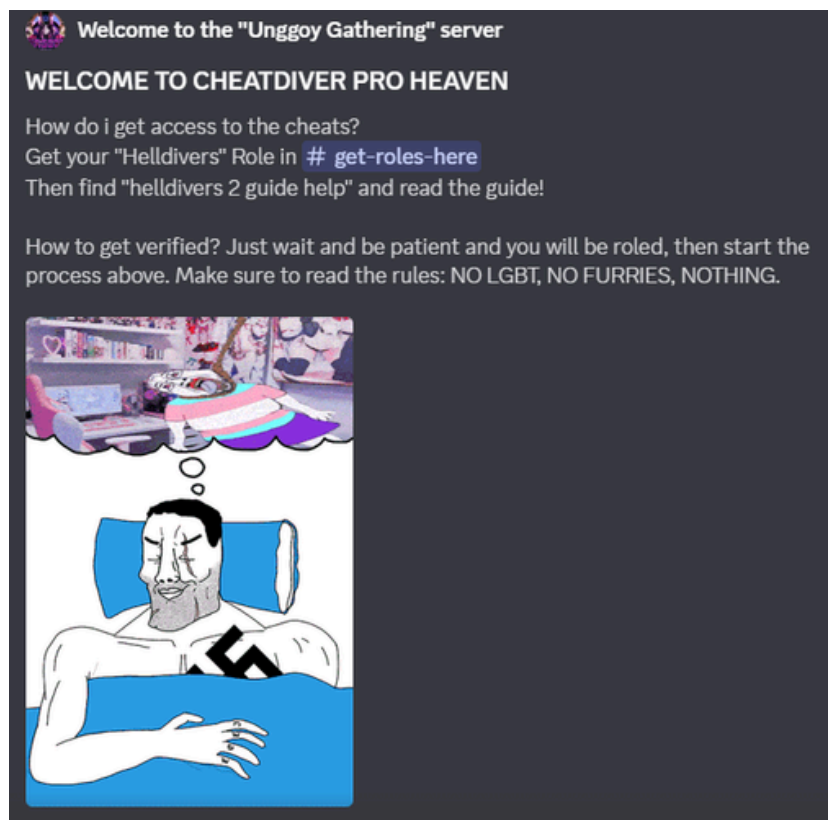 Welcome to the "Unggoy Gathering" server
WELCOME TO CHEATDIVER PRO HEAVEN
How do i get access to the cheats?
Get your "Helldivers" Role in # get-roles-here
Then find "helldivers 2 guide help" and read the guide!
How to get verified? Just wait and be patient and you will be roled, then start the
process above. Make sure to read the rules: NO LGBT, NO FURRIES, NOTHING.